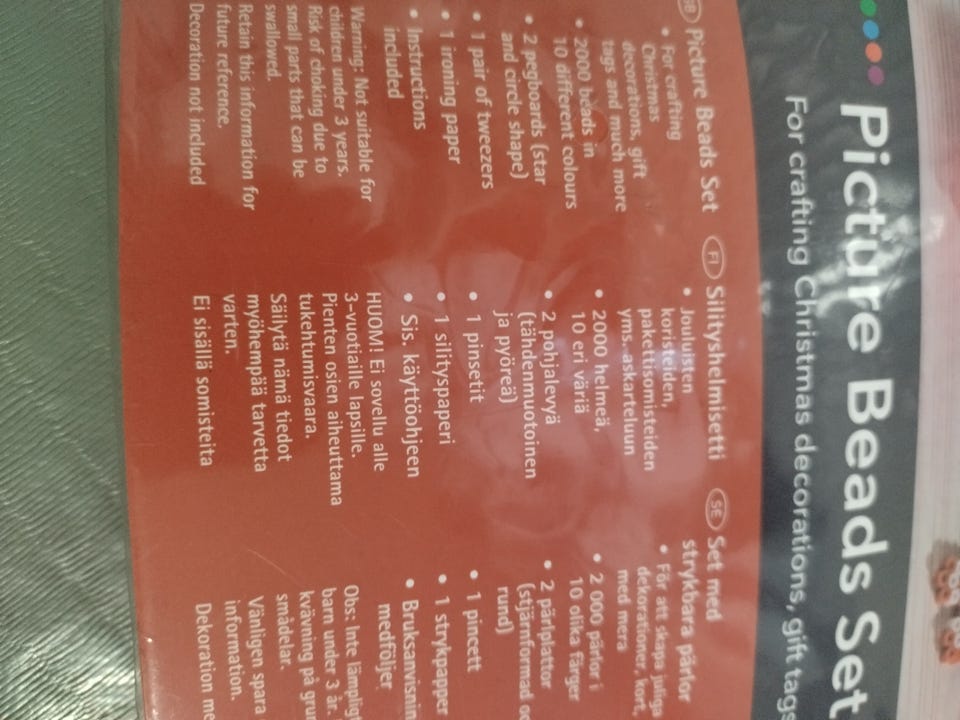 Picture Beads Set
For crafting Christmas decorations, gift tags
GB Picture Beads Set
• For crafting
Christmas
decorations, gift
tags and much more
• 2000 beads in
10 different colours
• 2 pegboards (star
and circle shape)
• 1 pair of tweezers
• 1 ironing paper
• Instructions
included
Warning: Not suitable for
children under 3 years.
Risk of choking due to
small parts that can be
swallowed.
Retain this information for
future reference.
Decoration not included
FI Silityshelmisetti
• Jouluisten
koristeiden,
pakettisomisteiden
yms. askarteluun
• 2000 helmeä,
10 eri väriä
• 2 pohjalevyä
(tähdenmuotoinen
ja pyöreä)
• 1 pinsetit
• 1 silityspaperi
• Sis. käyttöohjeen
HUOM! Ei sovellu alle
3-vuotiaille lapsille.
Pienten osien aiheuttama
tukehtumisvaara.
Säilytä nämä tiedot
myöhempää tarvetta
varten.
Ei sisällä somisteita
SE Set med
strykbara pärlor
• För att skapa juliga
dekorationer, kort,
med mera
• 2 000 pärlor i
10 olika färger
• 2 pärlplattor
(stjärnformad
rund)
• 1 pincett
• 1 strykpapper
• Bruksanvisning
medföljer
Obs: Inte lämpligt
barn under 3 år.
kvävning på
smådelar.
Vänligen spara
information.
Dekoration